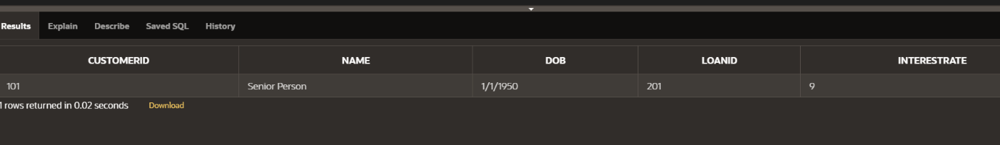 Results Explain Describe Saved SQL History
CUSTOMERID NAME DOB LOANID INTERESTRATE
101 Senior Person 1/1/1950 201 9
1 rows returned in 0.02 seconds Download